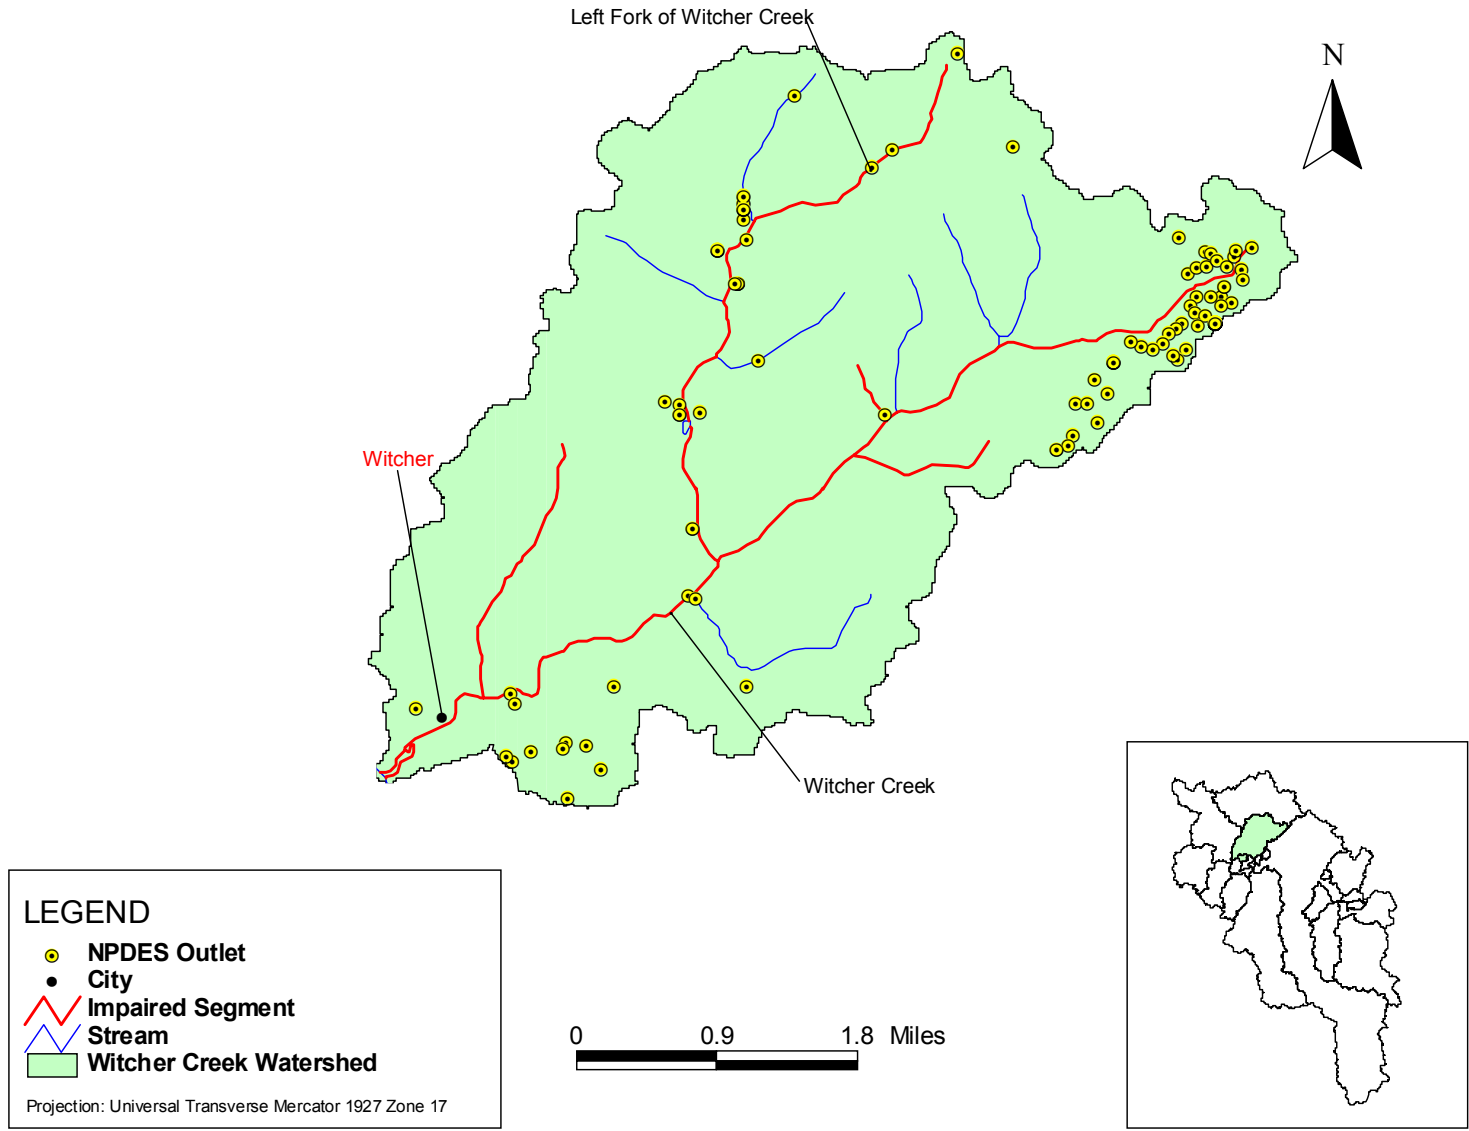 Left Fork of Witcher Creek
N
Witcher
Witcher Creek
LEGEND
NPDES Outlet
City
Impaired Segment
Stream
Witcher Creek Watershed
Projection: Universal Transverse Mercator 1927 Zone 17
0 0.9 1.8 Miles